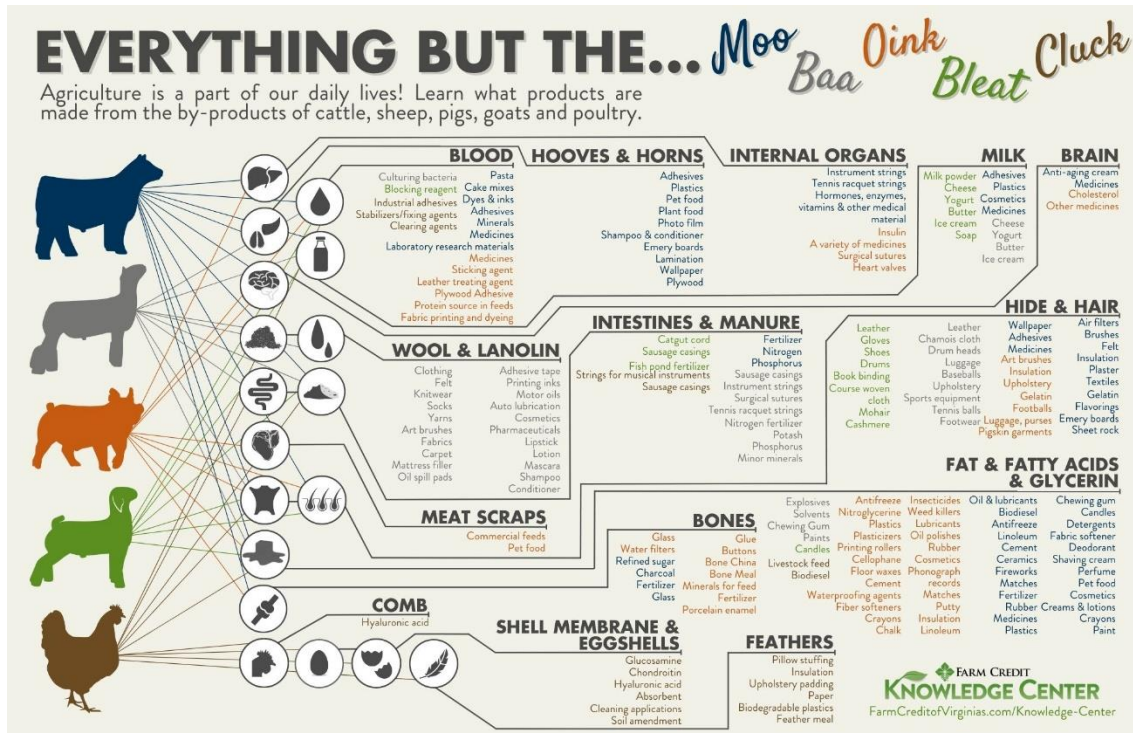 EVERYTHING BUT THE... Moo Baa Oink Bleat Cluck
Agriculture is a part of our daily lives! Learn what products are
made from the by-products of cattle, sheep, pigs, goats and poultry.
BLOOD
Culturing bacteria
Blocking reagent
Industrial adhesives
Stabilizers/fixing agents
Clearing agents
Pasta
Cake mixes
Dyes & inks
Adhesives
Minerals
Medicines
Laboratory research materials
Medicines
Sticking agent
Leather treating agent
Plywood Adhesive
Protein source in feeds
Fabric printing and dyeing
HOOVES & HORNS
Adhesives
Plastics
Pet food
Plant food
Photo film
Shampoo & conditioner
Emery boards
Lamination
Wallpaper
Plywood
INTERNAL ORGANS
Instrument strings
Tennis racquet strings
Hormones, enzymes,
vitamins & other medical
material
Insulin
A variety of medicines
Surgical sutures
Heart valves
MILK
Milk powder
Cheese
Yogurt
Butter
Ice cream
Soap
Adhesives
Plastics
Cosmetics
Medicines
Cheese
Yogurt
Butter
Ice cream
BRAIN
Anti-aging cream
Medicines
Cholesterol
Other medicines
WOOL & LANOLIN
Clothing
Felt
Knitwear
Socks
Yarns
Art brushes
Fabrics
Carpet
Mattress filler
Oil spill pads
Adhesive tape
Printing inks
Motor oils
Auto lubrication
Cosmetics
Pharmaceuticals
Lipstick
Lotion
Mascara
Shampoo
Conditioner
INTESTINES & MANURE
Catgut cord
Sausage casings
Fish pond fertilizer
Strings for musical instruments
Sausage casings
Fertilizer
Nitrogen
Phosphorus
Sausage casings
Instrument strings
Surgical sutures
Tennis racquet strings
Nitrogen fertilizer
Potash
Phosphorus
Minor minerals
HIDE & HAIR
Leather
Gloves
Shoes
Drums
Book binding
Course woven
cloth
Mohair
Cashmere
Leather
Chamois cloth
Drum heads
Luggage
Baseballs
Upholstery
Sports equipment
Tennis balls
Footwear
Wallpaper
Adhesives
Medicines
Art brushes
Insulation
Upholstery
Gelatin
Footballs
Luggage, purses
Pigskin garments
Air filters
Brushes
Felt
Insulation
Plaster
Textiles
Gelatin
Flavorings
Emery boards
Sheet rock
MEAT SCRAPS
Commercial feeds
Pet food
BONES
Glass
Water filters
Refined sugar
Charcoal
Fertilizer
Glass
Glue
Buttons
Bone China
Bone Meal
Minerals for feed
Fertilizer
Porcelain enamel
FAT & FATTY ACIDS
& GLYCERIN
Explosives
Solvents
Chewing Gum
Paints
Candles
Livestock feed
Biodiesel
Antifreeze
Nitroglycerine
Plastics
Plasticizers
Printing rollers
Cellophane
Floor waxes
Cement
Waterproofing agents
Fiber softeners
Crayons
Chalk
Insecticides
Weed killers
Lubricants
Oil polishes
Rubber
Cosmetics
Phonograph
records
Matches
Putty
Insulation
Linoleum
Oil & lubricants
Biodiesel
Antifreeze
Linoleum
Cement
Ceramics
Fireworks
Matches
Fertilizer
Rubber
Medicines
Plastics
Chewing gum
Candles
Detergents
Fabric softener
Deodorant
Shaving cream
Perfume
Pet food
Cosmetics
Creams & lotions
Crayons
Paint
COMB
Hyaluronic acid
SHELL MEMBRANE &
EGGSHELLS
Glucosamine
Chondroitin
Hyaluronic acid
Absorbent
Cleaning applications
Soil amendment
FEATHERS
Pillow stuffing
Insulation
Upholstery padding
Paper
Biodegradable plastics
Feather meal
FARM CREDIT
KNOWLEDGE CENTER
FarmCreditofVirginias.com/Knowledge-Center